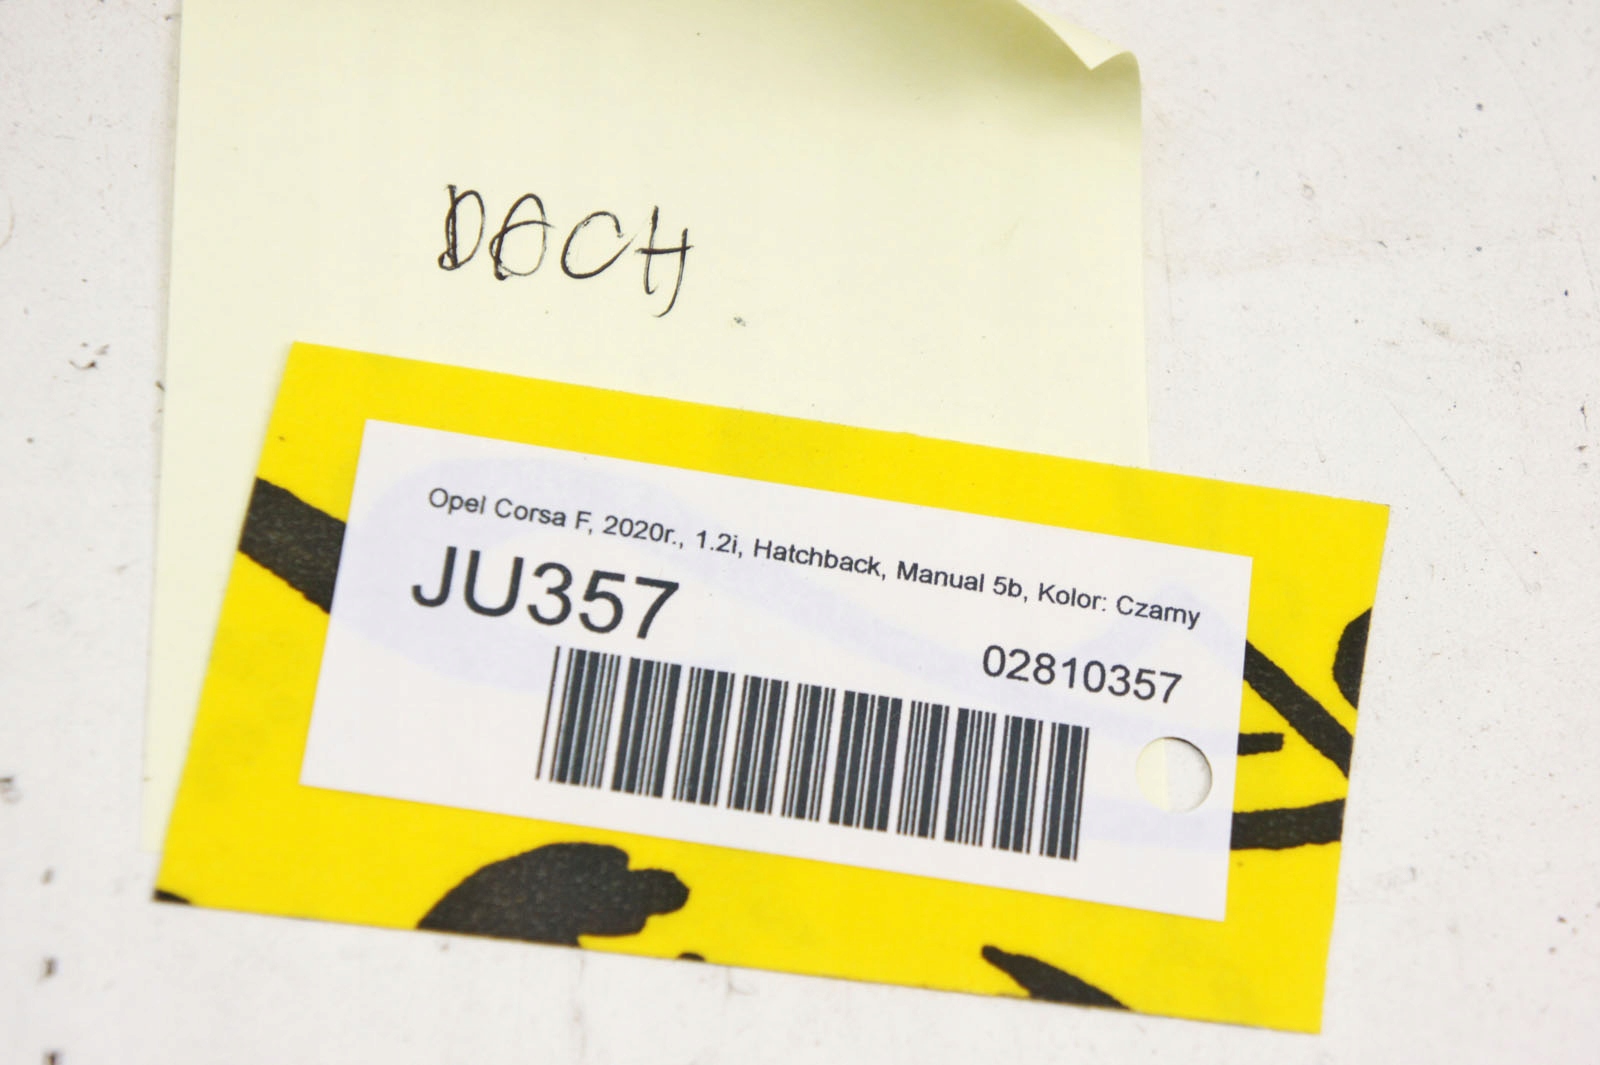 DACH
Opel Corsa F, 2020r., 1.2i, Hatchback, Manual 5b, Kolor: Czarny
JU357
02810357